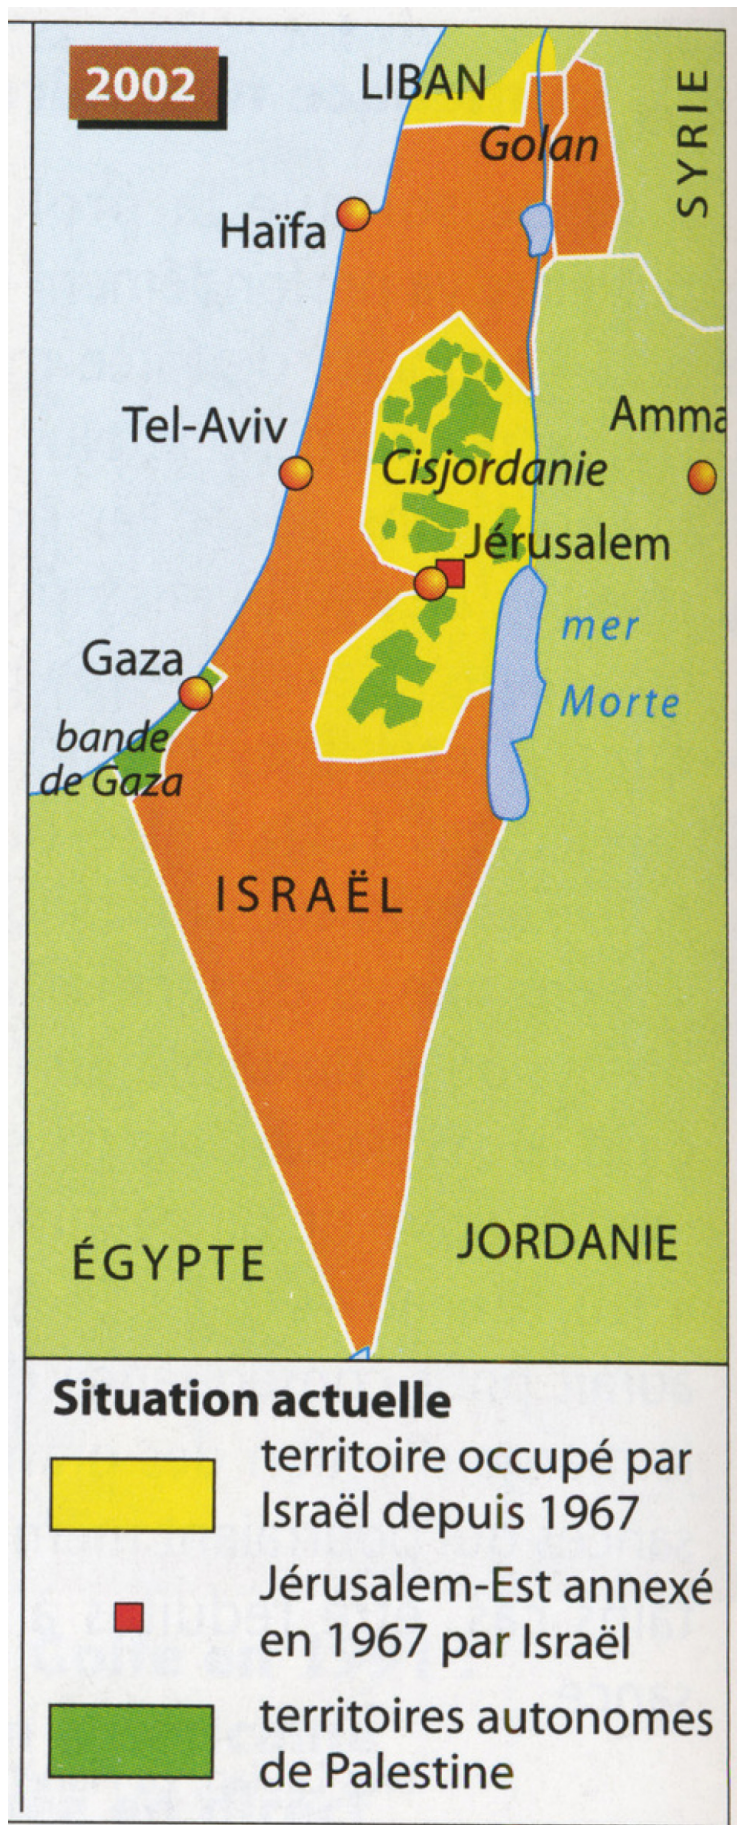 2002
LIBAN
SYRIE
Golan
Haïfa
Tel-Aviv
Amma
Cisjordanie
Jérusalem
mer
Morte
Gaza
bande
de Gaza
ISRAËL
ÉGYPTE
JORDANIE
Situation actuelle
territoire occupé par
Israël depuis 1967
Jérusalem-Est annexé
en 1967 par Israël
territoires autonomes
de Palestine